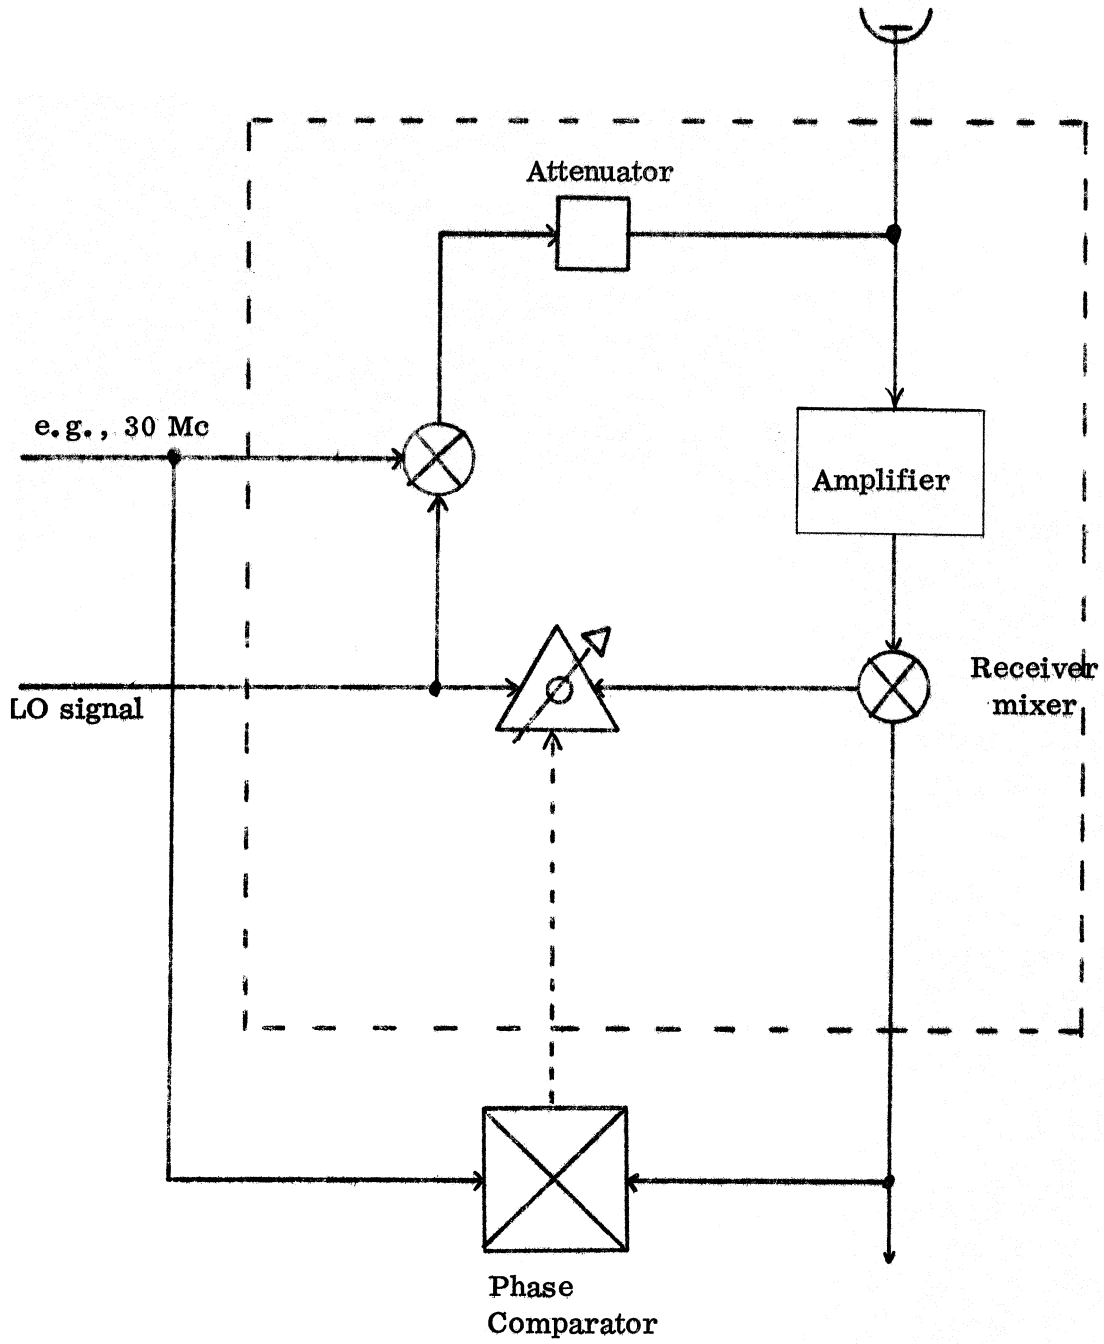 Attenuator
e.g., 30 Mc
Amplifier
Receiver
mixer
LO signal
Phase
Comparator